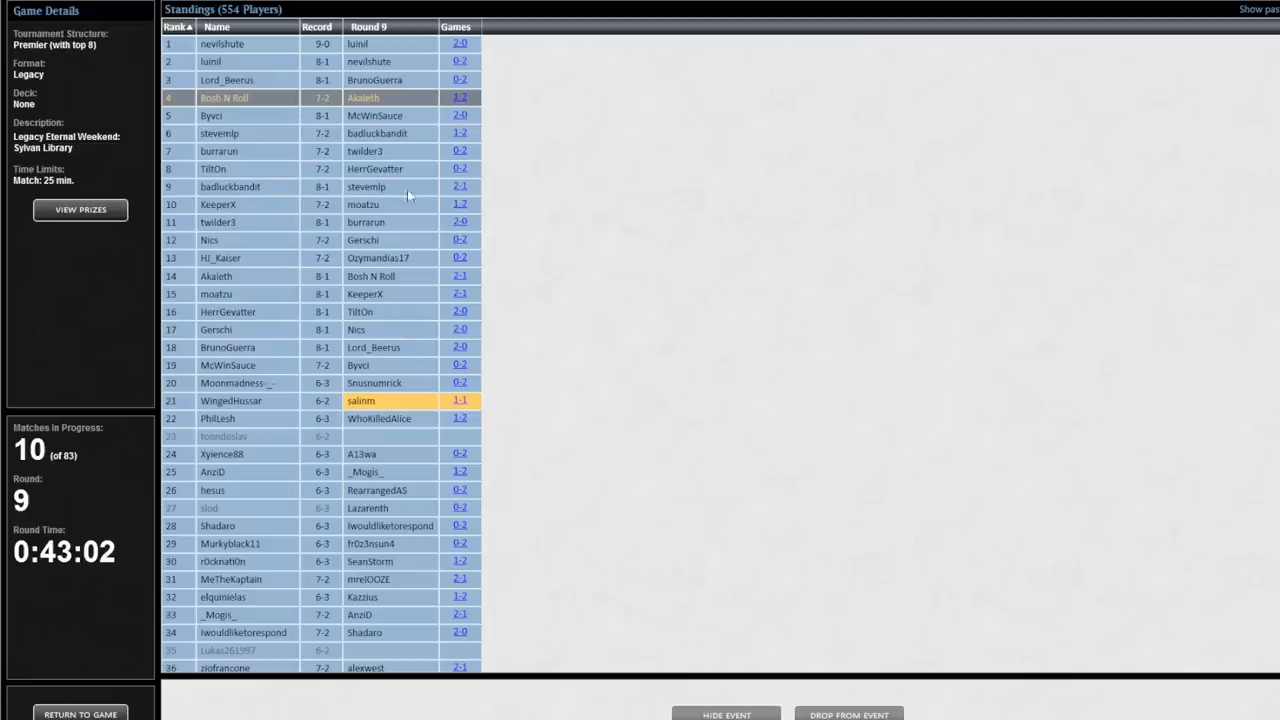 Game Details
Tournament Structure:
Premier (with top 8)
Format:
Legacy
Deck:
None
Description:
Legacy Eternal Weekend:
Sylvan Library
Time Limits:
Match: 25 min.
VIEW PRIZES
Matches In Progress:
10 (of 83)
Round:
9
Round Time:
0:43:02
RETURN TO GAME
Standings (554 Players)
Show pas
Rank Name Record Round 9 Games
1 nevilshute 9-0 luinil 2-0
2 luinil 8-1 nevilshute 0-2
3 Lord_Beerus 8-1 BrunoGuerra 0-2
4 Bosh N Roll 7-2 Akaleth 1-2
5 Byvci 8-1 McWinSauce 2-0
6 stevemlp 7-2 badluckbandit 1-2
7 burrarun 7-2 twilder3 0-2
8 TiltOn 7-2 HerrGevatter 0-2
9 badluckbandit 8-1 stevemlp 2-1
10 KeeperX 7-2 moatzu 1-2
11 twilder3 8-1 burrarun 2-0
12 Nics 7-2 Gerschi 0-2
13 HJ_Kaiser 7-2 Ozymandias17 0-2
14 Akaleth 8-1 Bosh N Roll 2-1
15 moatzu 8-1 KeeperX 2-1
16 HerrGevatter 8-1 TiltOn 2-0
17 Gerschi 8-1 Nics 2-0
18 BrunoGuerra 8-1 Lord_Beerus 2-0
19 McWinSauce 7-2 Byvci 0-2
20 Moonmadness-_- 6-3 Snusnumrick 0-2
21 WingedHussar 6-2 salinm 1-1
22 PhilLesh 6-3 WhoKilledAlice 1-2
23 toondoslav 6-2
24 Xyience88 6-3 A13wa 0-2
25 AnziD 6-3 _Mogis_ 1-2
26 hesus 6-3 RearrangedAS 0-2
27 slod 6-3 Lazarenth 0-2
28 Shadaro 6-3 Iwouldliketorespond 0-2
29 Murkyblack11 6-3 fr0z3nsun4 0-2
30 r0cknati0n 6-3 SeanStorm 1-2
31 MeTheKaptain 7-2 mrelOOZE 2-1
32 elquinielas 6-3 Kazzius 1-2
33 _Mogis_ 7-2 AnziD 2-1
34 Iwouldliketorespond 7-2 Shadaro 2-0
35 Lukas261997 6-2
36 ziofrancone 7-2 alexwest 2-1
HIDE EVENT
DROP FROM EVENT